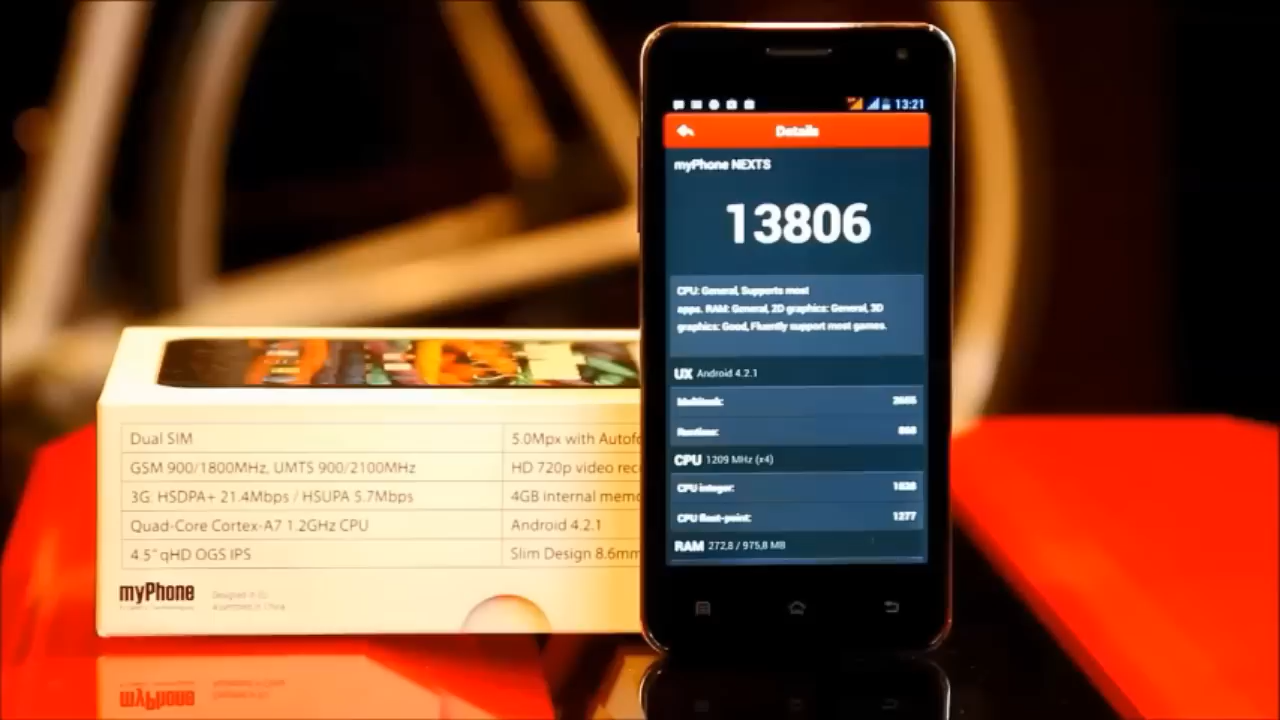 13:21
Details
myPhone NEXTS
13806
CPU: General, Supports most
apps. RAM: General, 2D graphics: General, 3D
graphics: Good, Fluently support most games.
UX Android 4.2.1
Multitask:
Runtime:
CPU 1209 MHz (x4)
CPU integer:
CPU float-point: 1277
RAM 272,8 / 975,8 MB
Dual SIM 5.0Mpx with Autofo
GSM 900/1800MHz, UMTS 900/2100MHz HD 720p video rec
3G: HSDPA+ 21.4Mbps / HSUPA 5.7Mbps 4GB internal memo
Quad-Core Cortex-A7 1.2GHz CPU Android 4.2.1
4.5" qHD OGS IPS Slim Design 8.6mm
myPhone